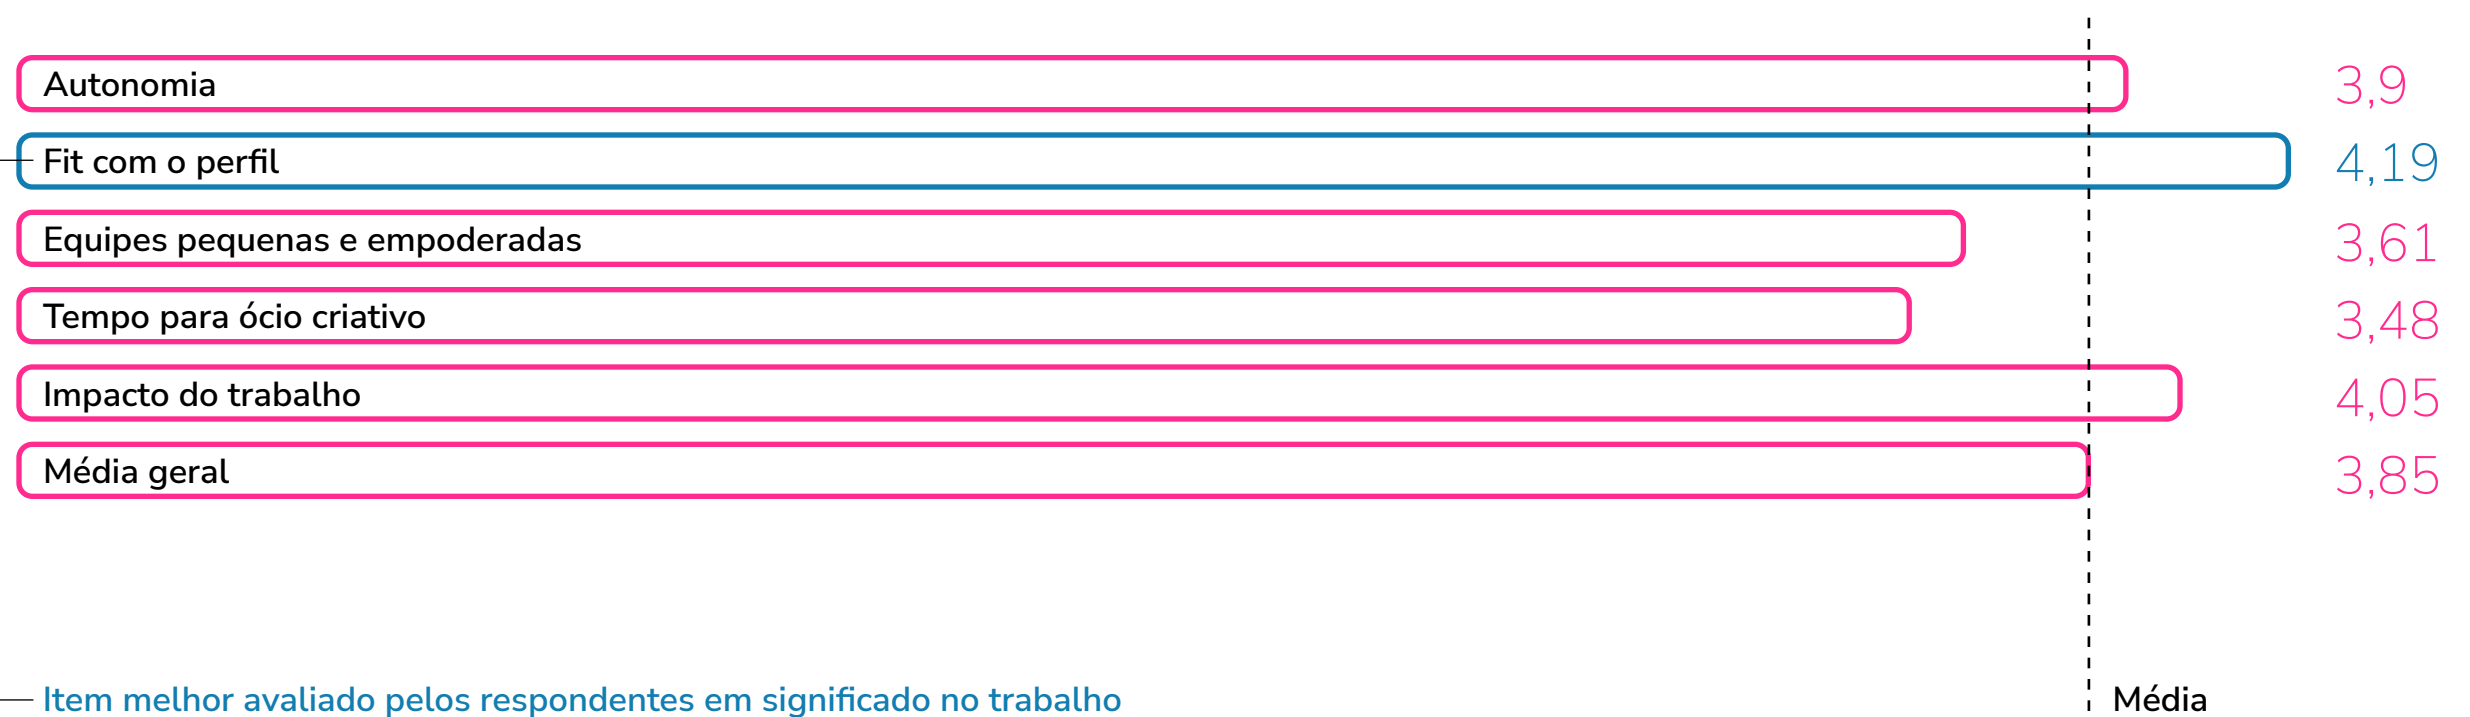 Autonomia 3,9
Fit com o perfil 4,19
Equipes pequenas e empoderadas 3,61
Tempo para ócio criativo 3,48
Impacto do trabalho 4,05
Média geral 3,85
Item melhor avaliado pelos respondentes em significado no trabalho Média